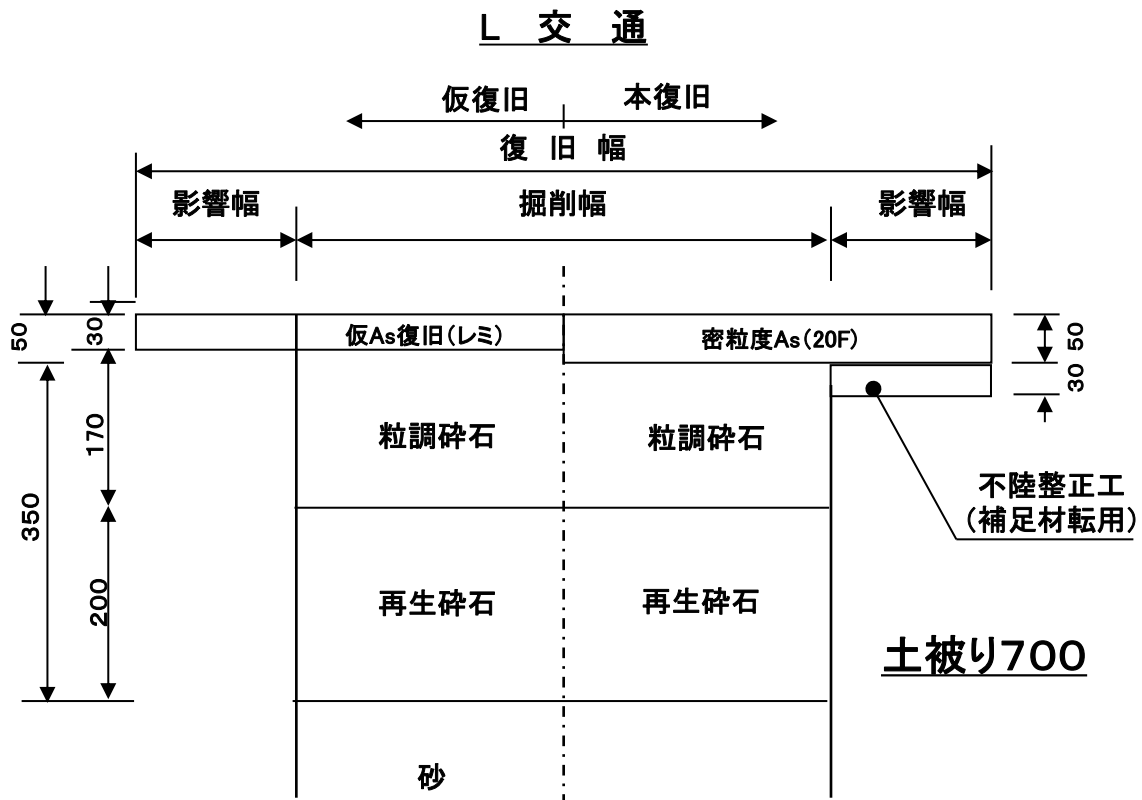 L 交 通
仮復旧
本復旧
復 旧 幅
影響幅
掘削幅
影響幅
50
30
仮As復旧(レミ)
密粒度As(20F)
50
30
170
粒調砕石
粒調砕石
350
不陸整正工
(補足材転用)
200
再生砕石
再生砕石
土被り700
砂